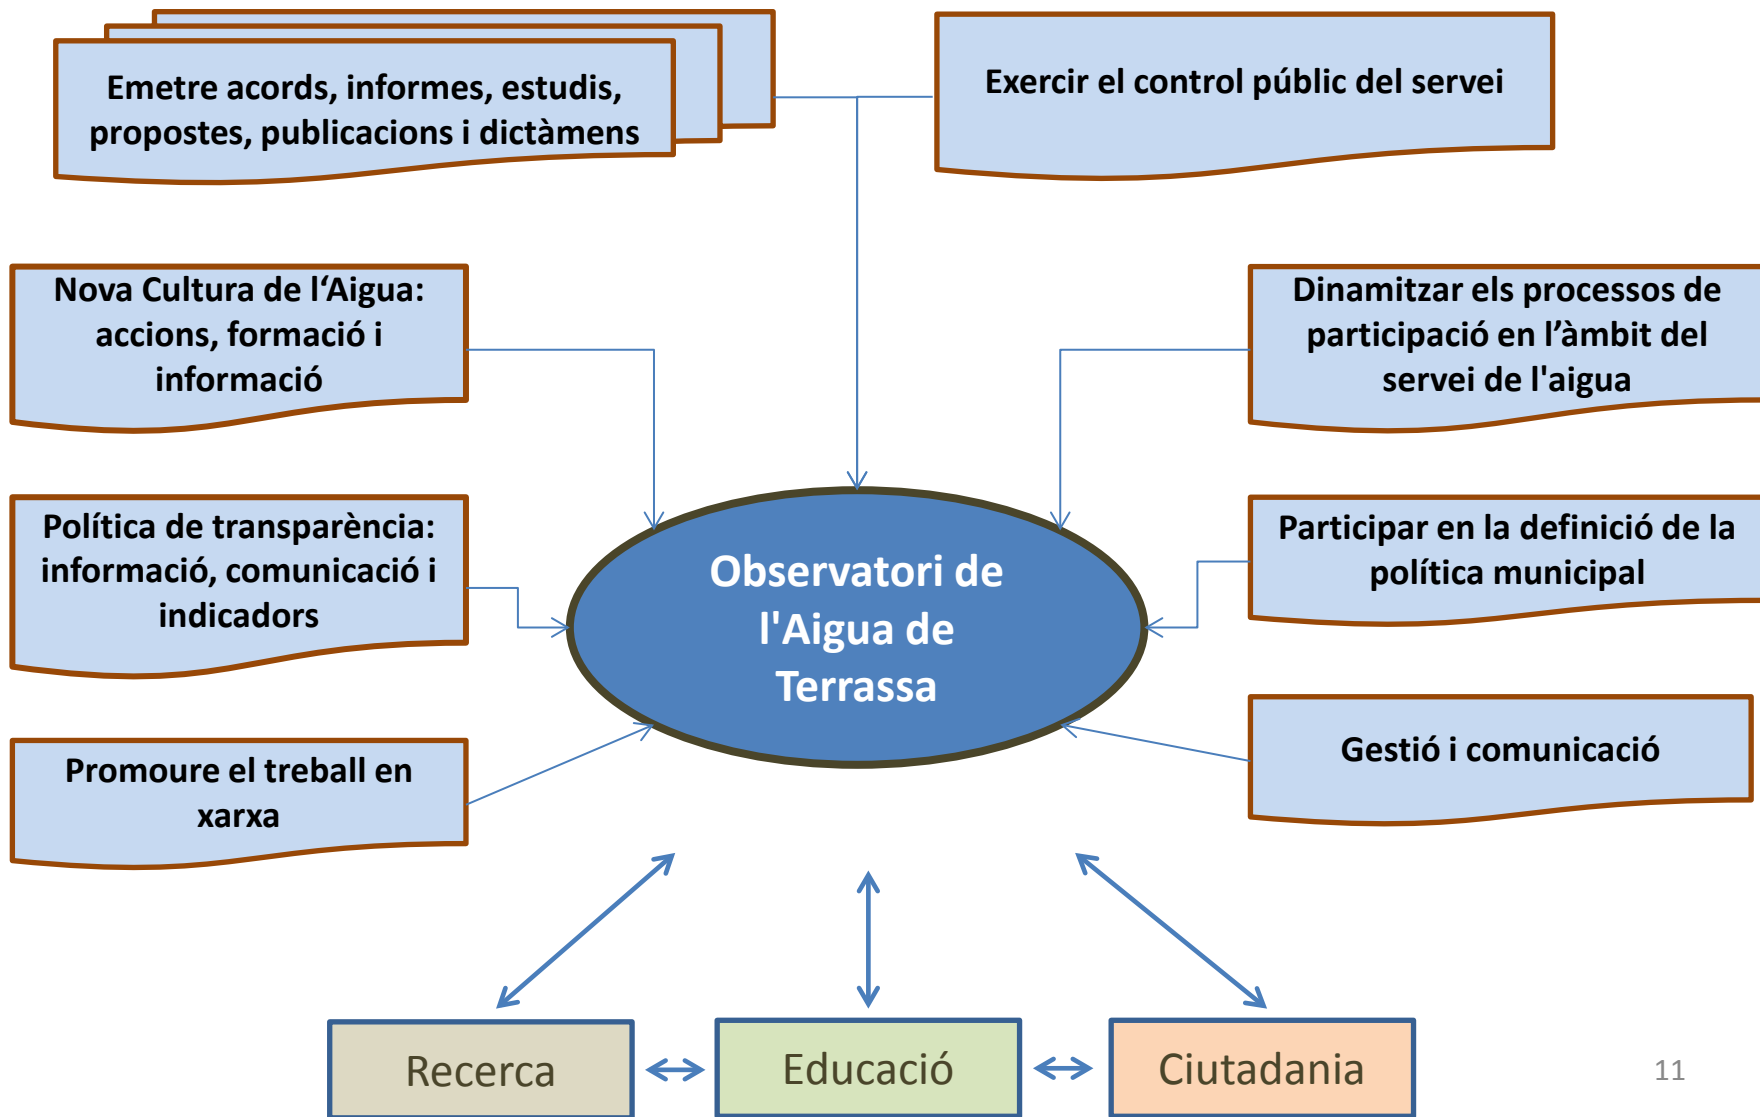 Emetre acords, informes, estudis,
propostes, publicacions i dictàmens
Exercir el control públic del servei
Nova Cultura de l‘Aigua:
accions, formació i
informació
Dinamitzar els processos de
participació en l’àmbit del
servei de l'aigua
Política de transparència:
informació, comunicació i
indicadors
Observatori de
l'Aigua de
Terrassa
Participar en la definició de la
política municipal
Promoure el treball en
xarxa
Gestió i comunicació
Recerca
Educació
Ciutadania
11